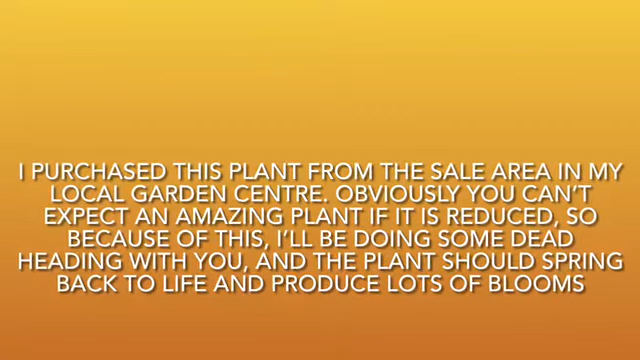 I PURCHASED THIS PLANT FROM THE SALE AREA IN MY
LOCAL GARDEN CENTRE. OBVIOUSLY YOU CAN'T
EXPECT AN AMAZING PLANT IF IT IS REDUCED, SO
BECAUSE OF THIS, I'LL BE DOING SOME DEAD
HEADING WITH YOU, AND THE PLANT SHOULD SPRING
BACK TO LIFE AND PRODUCE LOTS OF BLOOMS